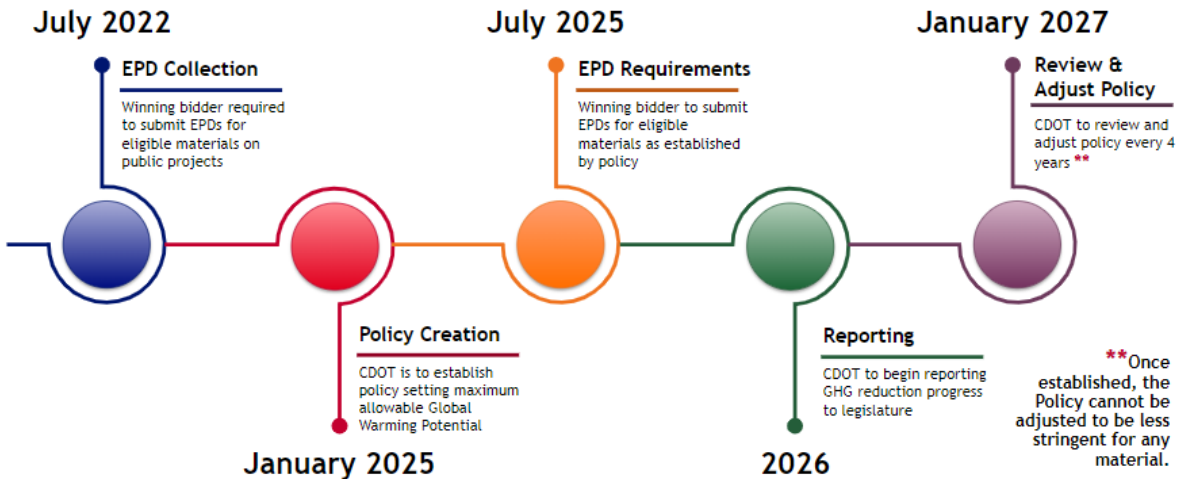 July 2022
EPD Collection
Winning bidder required
to submit EPDs for
eligible materials on
public projects
Policy Creation
CDOT is to establish
policy setting maximum
allowable Global
Warming Potential
January 2025
July 2025
EPD Requirements
Winning bidder to submit
EPDs for eligible
materials as established
by policy
Reporting
CDOT to begin reporting
GHG reduction progress
to legislature
2026
January 2027
Review &
Adjust Policy
CDOT to review and
adjust policy every 4
years **
**Once
established, the
Policy cannot be
adjusted to be less
stringent for any
material.